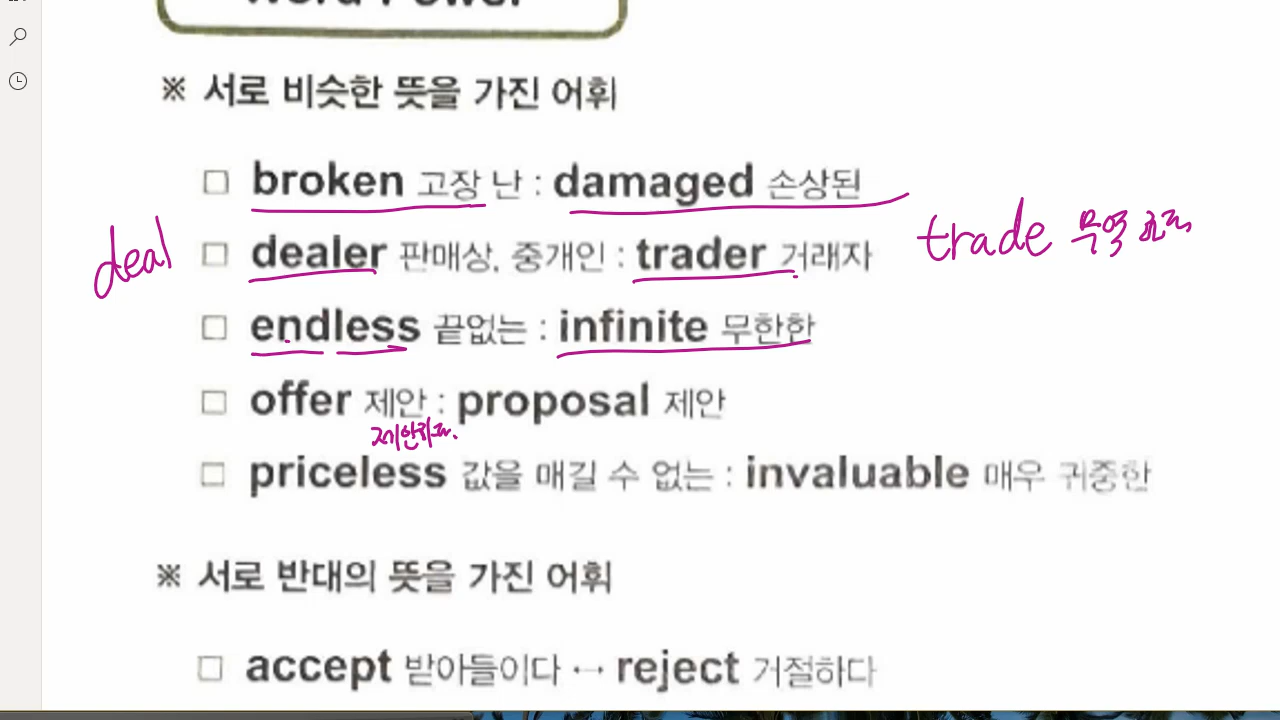 Word Power
※ 서로 비슷한 뜻을 가진 어휘
□ broken 고장 난 : damaged 손상된
deal □ dealer 판매상, 중개인 : trader 거래자 trade 무역
□ endless 끝없는 : infinite 무한한
□ offer 제안 : proposal 제안
□ priceless 값을 매길 수 없는 : invaluable 매우 귀중한
※ 서로 반대의 뜻을 가진 어휘
□ accept 받아들이다 ↔ reject 거절하다